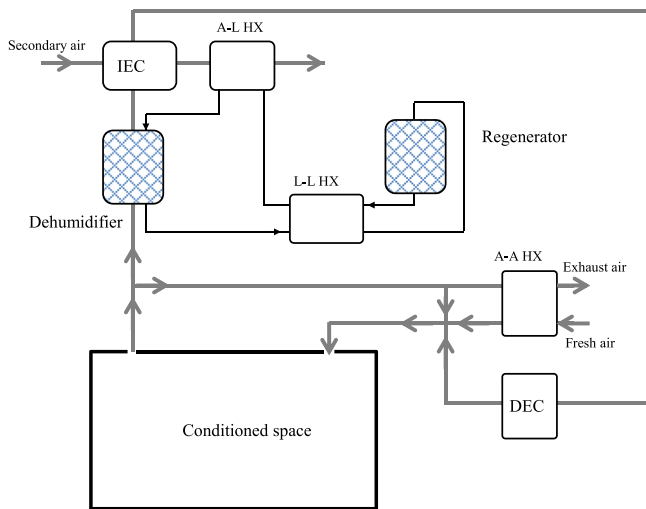 A-L HX
Secondary air
IEC
Regenerator
L-L HX
Dehumidifier
A-A HX
Exhaust air
Fresh air
DEC
Conditioned space